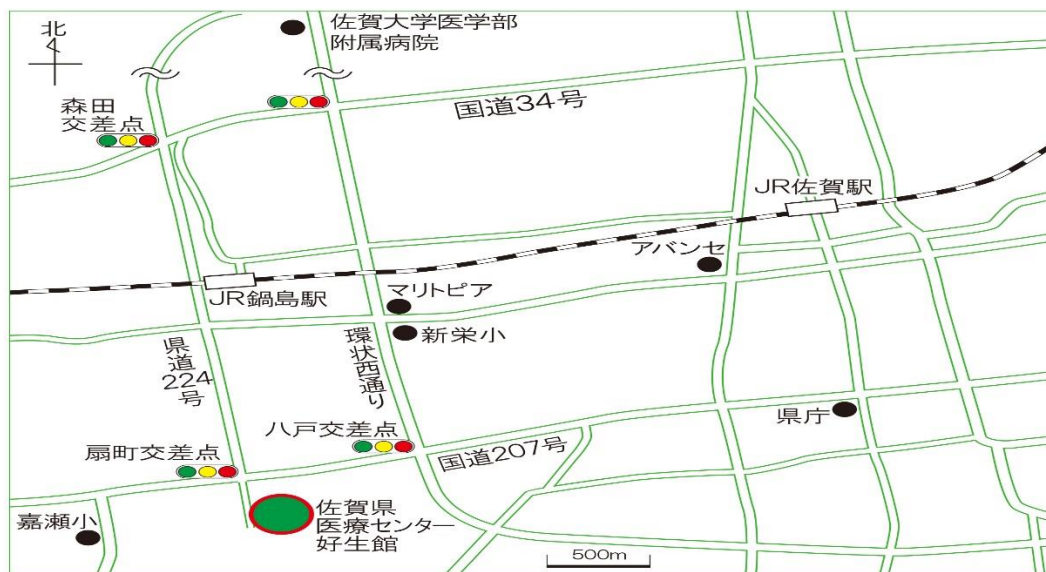 北
佐賀大学医学部
附属病院
森田
交差点
国道34号
JR佐賀駅
アバンセ
JR鍋島駅
マリトピア
新栄小
県道224号
環状西通り
県庁
八戸交差点
国道207号
扇町交差点
嘉瀬小
佐賀県
医療センター
好生館
500m